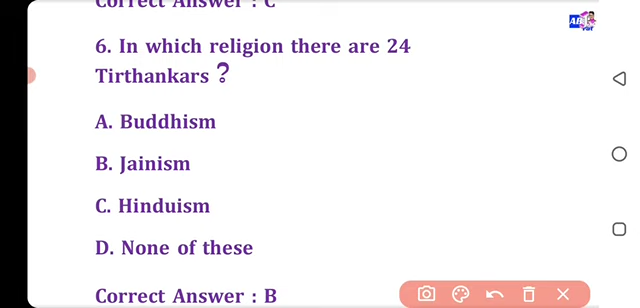 Correct Answer : C
6. In which religion there are 24
Tirthankars ?
A. Buddhism
B. Jainism
C. Hinduism
D. None of these
Correct Answer : B